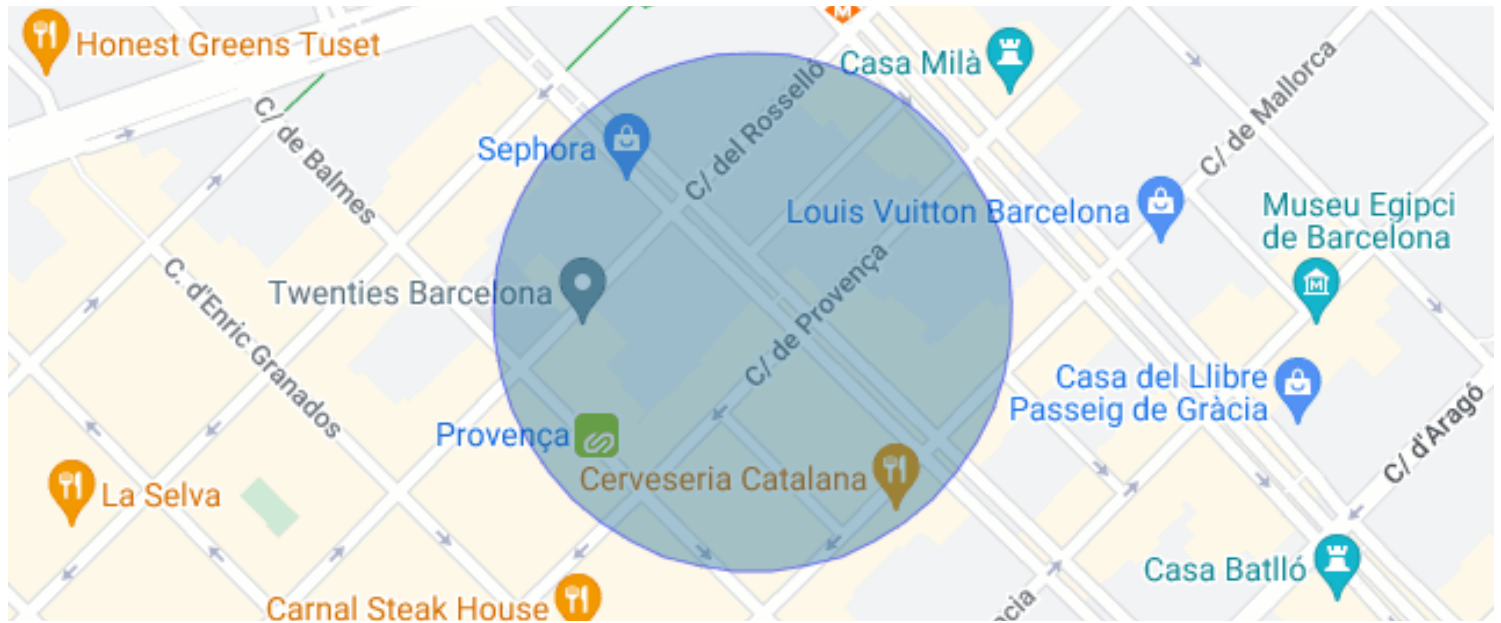 Honest Greens Tuset
Casa Milà
M
C/ de Mallorca
C/ de Balmes
Sephora
C/ del Rosselló
Louis Vuitton Barcelona
Museu Egipci
de Barcelona
M
C. d'Enric Granados
Twenties Barcelona
C/ de Provença
Casa del Llibre
Passeig de Gràcia
C/ d'Aragó
Provença
Cerveseria Catalana
La Selva
Casa Batlló
Carnal Steak House